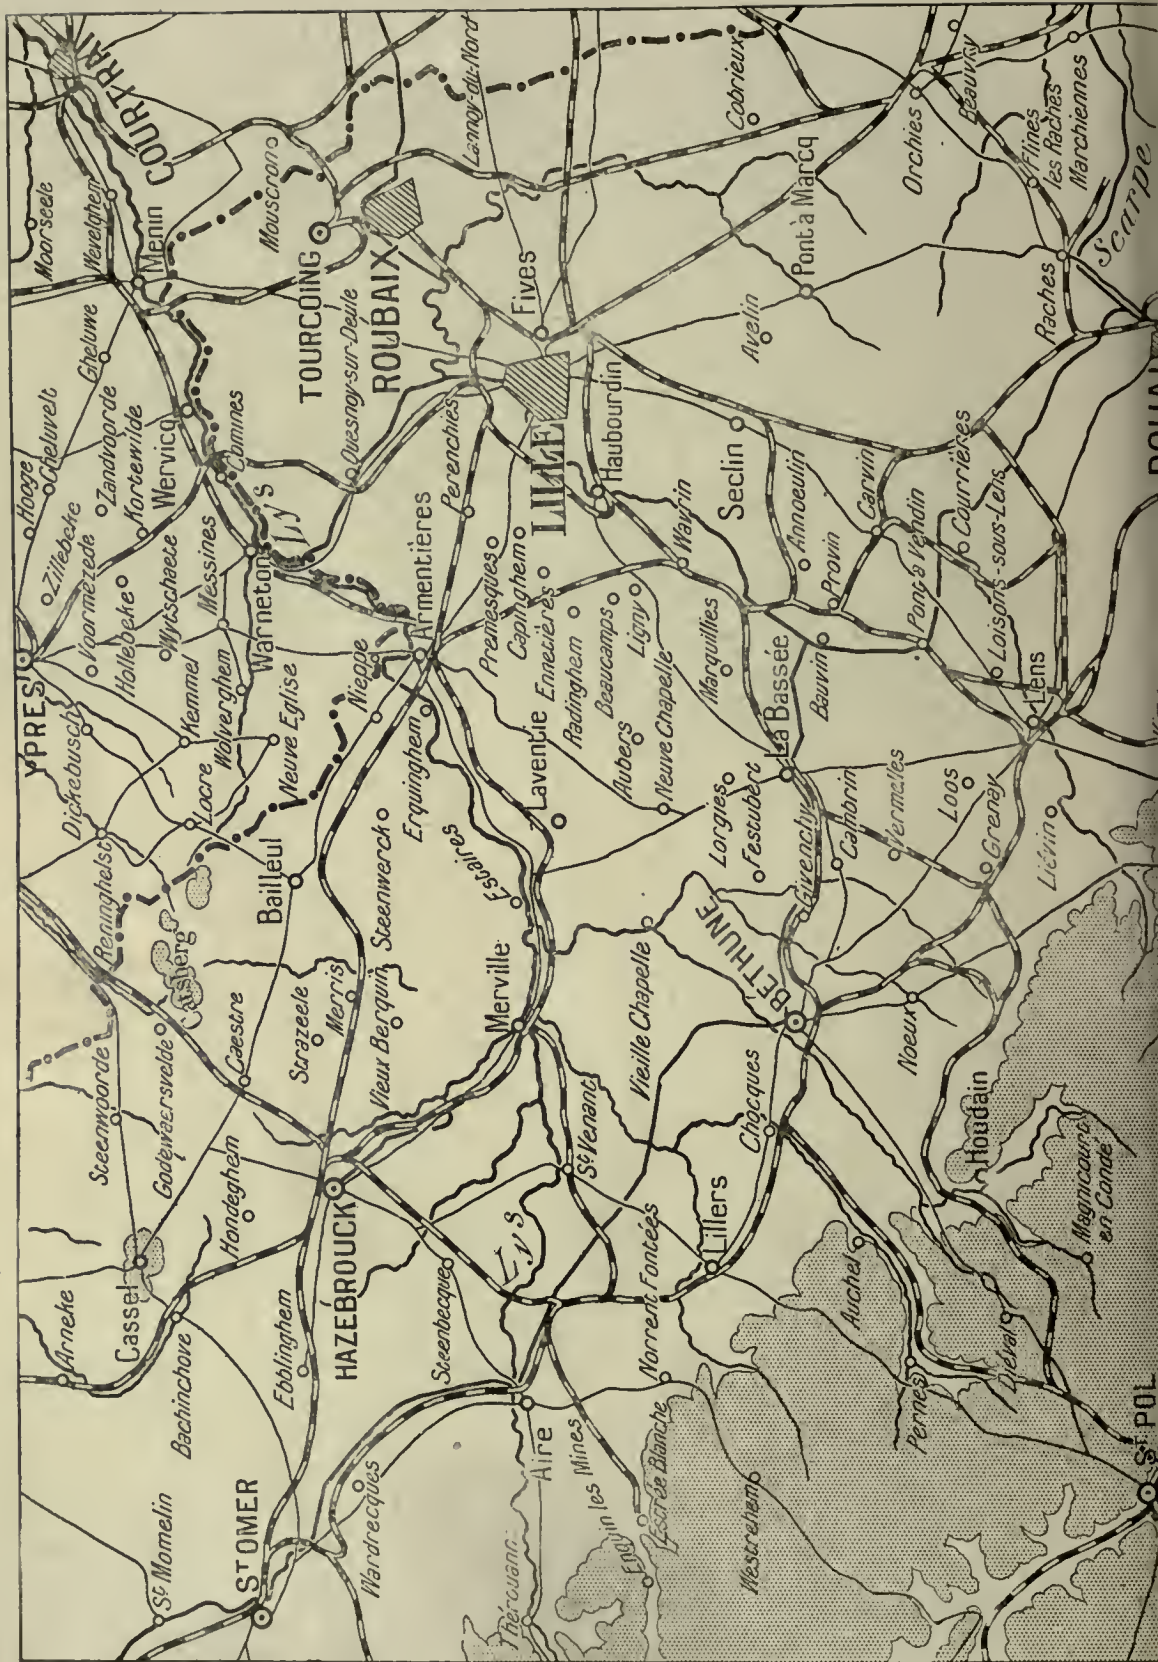 COURTRAI
Moorseele
Wevelghem
Menin
Mouscron
Lannoy-du-Nord
Cobrieux
Beauvry
Orchies
Flines
les Raches
Marchiennes
Scarpe
Raches
Pont à Marcq
Avelin
Fives
ROUBAIX
TOURCOING
Gheluwe
Hooge
Gheluvelt
Zandvoorde
Kortewilde
Wervicq
Comines
Quesnoy-sur-Deule
Perenchies
LILLE
Haubourdin
Seclin
Annoeulin
Carvin
Courrières
DOUAI
YPRES
Zillebeke
Voormezeele
Hollebeke
Wytschaete
Messines
Warneton
Lys
Armentières
Premesques
Capinghem
Ennetières
Radinghem
Beaucamps
Ligny
Wavrin
Marquillies
Provin
Bauvin
Pont à Vendin
Loisons-sous-Lens
Lens
Dickebusch
Kemmel
Wolverghem
Neuve Eglise
Nieppe
Erquinghem
Laventie
Aubers
Neuve Chapelle
La Bassée
Lorgies
Festubert
Givenchy
Cambrin
Vermelles
Loos
Grenay
Liévin
Reninghelst
Locre
Bailleul
Steenwerck
Estaires
Catsberg
Steenwoorde
Godewaersvelde
Caestre
Strazeele
Merris
Vieux Berquin
Merville
Vieille Chapelle
BETHUNE
Noeux
Chocques
Houdain
Magnicourt
en Condé
Cassel
Hondeghem
HAZEBROUCK
St Venant
Lys
Lillers
Auchel
Arneke
Bachinchove
Ebblinghem
Steenbecque
Norrent Fontées
Pernes
Diéval
St POL
St Momelin
St OMER
Wardrecques
Aire
Enguin les Mines
Estrée Blanche
Westrehem